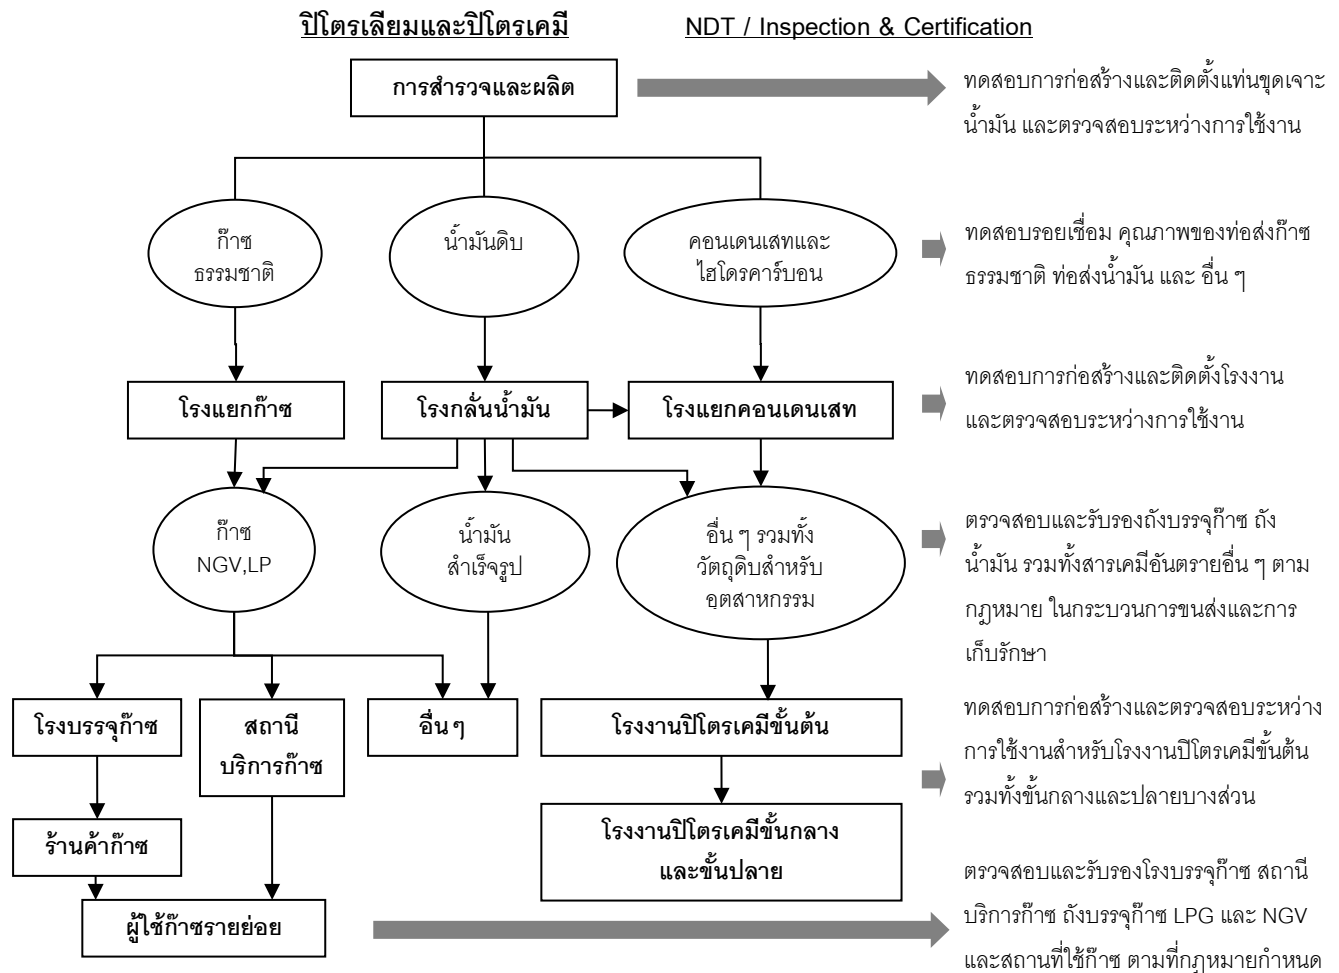 ปิโตรเลียมและปิโตรเคมี
NDT / Inspection & Certification
การสำรวจและผลิต
ทดสอบการก่อสร้างและติดตั้งแท่นขุดเจาะ
น้ำมัน และตรวจสอบระหว่างการใช้งาน
ก๊าซ
ธรรมชาติ
น้ำมันดิบ
คอนเดนเสทและ
ไฮโดรคาร์บอน
ทดสอบรอยเชื่อม คุณภาพของท่อส่งก๊าซ
ธรรมชาติ ท่อส่งน้ำมัน และ อื่น ๆ
โรงแยกก๊าซ
โรงกลั่นน้ำมัน
โรงแยกคอนเดนเสท
ทดสอบการก่อสร้างและติดตั้งโรงงาน
และตรวจสอบระหว่างการใช้งาน
ก๊าซ
NGV,LP
น้ำมัน
สำเร็จรูป
อื่น ๆ รวมทั้ง
วัตถุดิบสำหรับ
อุตสาหกรรม
ตรวจสอบและรับรองถังบรรจุก๊าซ ถัง
น้ำมัน รวมทั้งสารเคมีอันตรายอื่น ๆ ตาม
กฎหมาย ในกระบวนการขนส่งและการ
เก็บรักษา
โรงบรรจุก๊าซ
สถานี
บริการก๊าซ
อื่น ๆ
โรงงานปิโตรเคมีขั้นต้น
ทดสอบการก่อสร้างและตรวจสอบระหว่าง
การใช้งานสำหรับโรงงานปิโตรเคมีขั้นต้น
รวมทั้งขั้นกลางและปลายบางส่วน
ร้านค้าก๊าซ
โรงงานปิโตรเคมีขั้นกลาง
และขั้นปลาย
ผู้ใช้ก๊าซรายย่อย
ตรวจสอบและรับรองโรงบรรจุก๊าซ สถานี
บริการก๊าซ ถังบรรจุก๊าซ LPG และ NGV
และสถานที่ใช้ก๊าซ ตามที่กฎหมายกำหนด